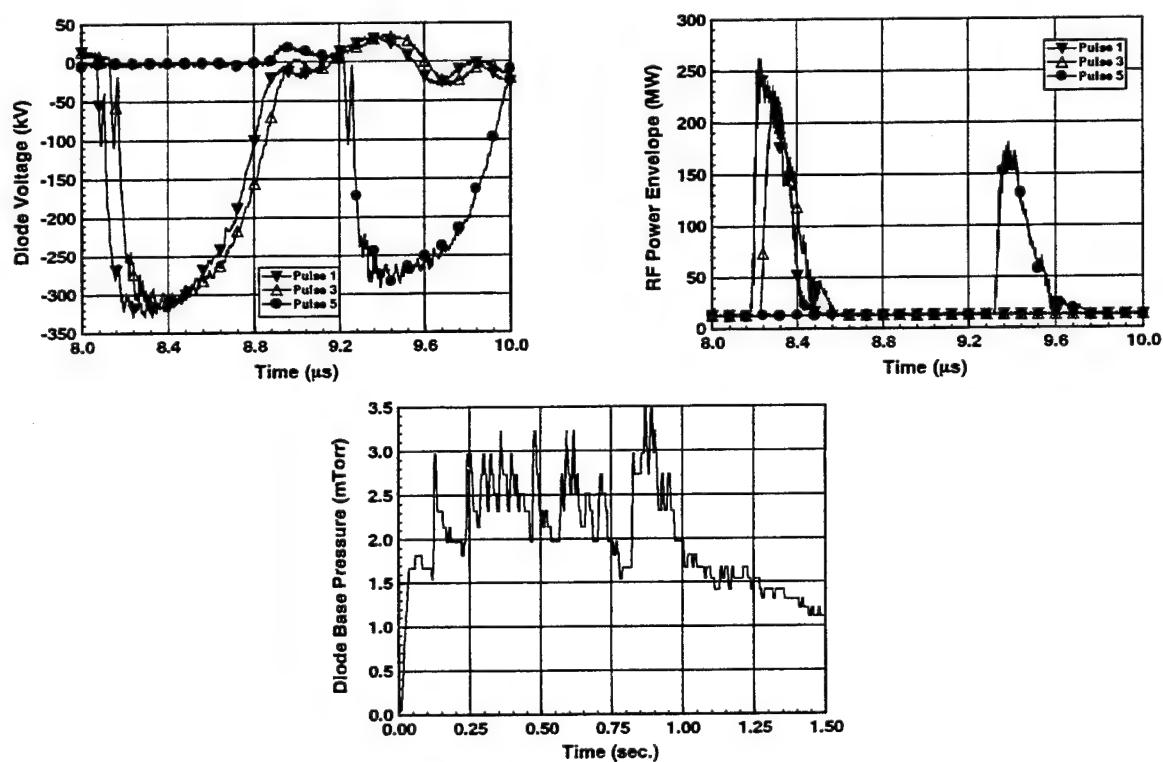 Diode Voltage (kV)
50
0
-50
-100
-150
-200
-250
-300
-350
Pulse 1
Pulse 3
Pulse 5
8.0 8.4 8.8 9.2 9.6 10.0
Time (μs)
RF Power Envelope (MW)
300
250
200
150
100
50
0
Pulse 1
Pulse 3
Pulse 5
8.0 8.4 8.8 9.2 9.6 10.0
Time (μs)
Diode Base Pressure (mTorr)
3.5
3.0
2.5
2.0
1.5
1.0
0.5
0.0
0.00 0.25 0.50 0.75 1.00 1.25 1.50
Time (sec.)